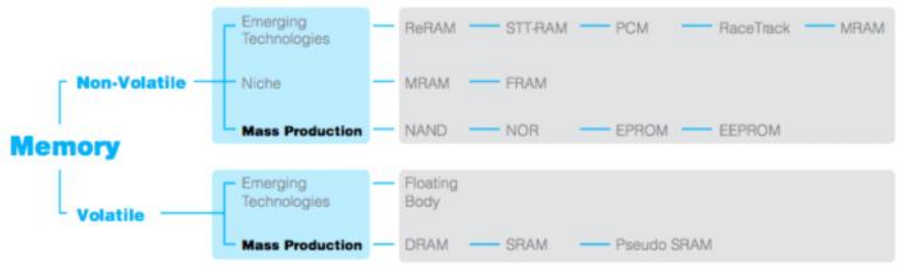 Emerging
Technologies
ReRAM STT-RAM PCM RaceTrack MRAM
Non-Volatile Niche MRAM FRAM
Mass Production NAND NOR EPROM EEPROM
Memory
Emerging
Technologies
Floating
Body
Volatile
Mass Production DRAM SRAM Pseudo SRAM